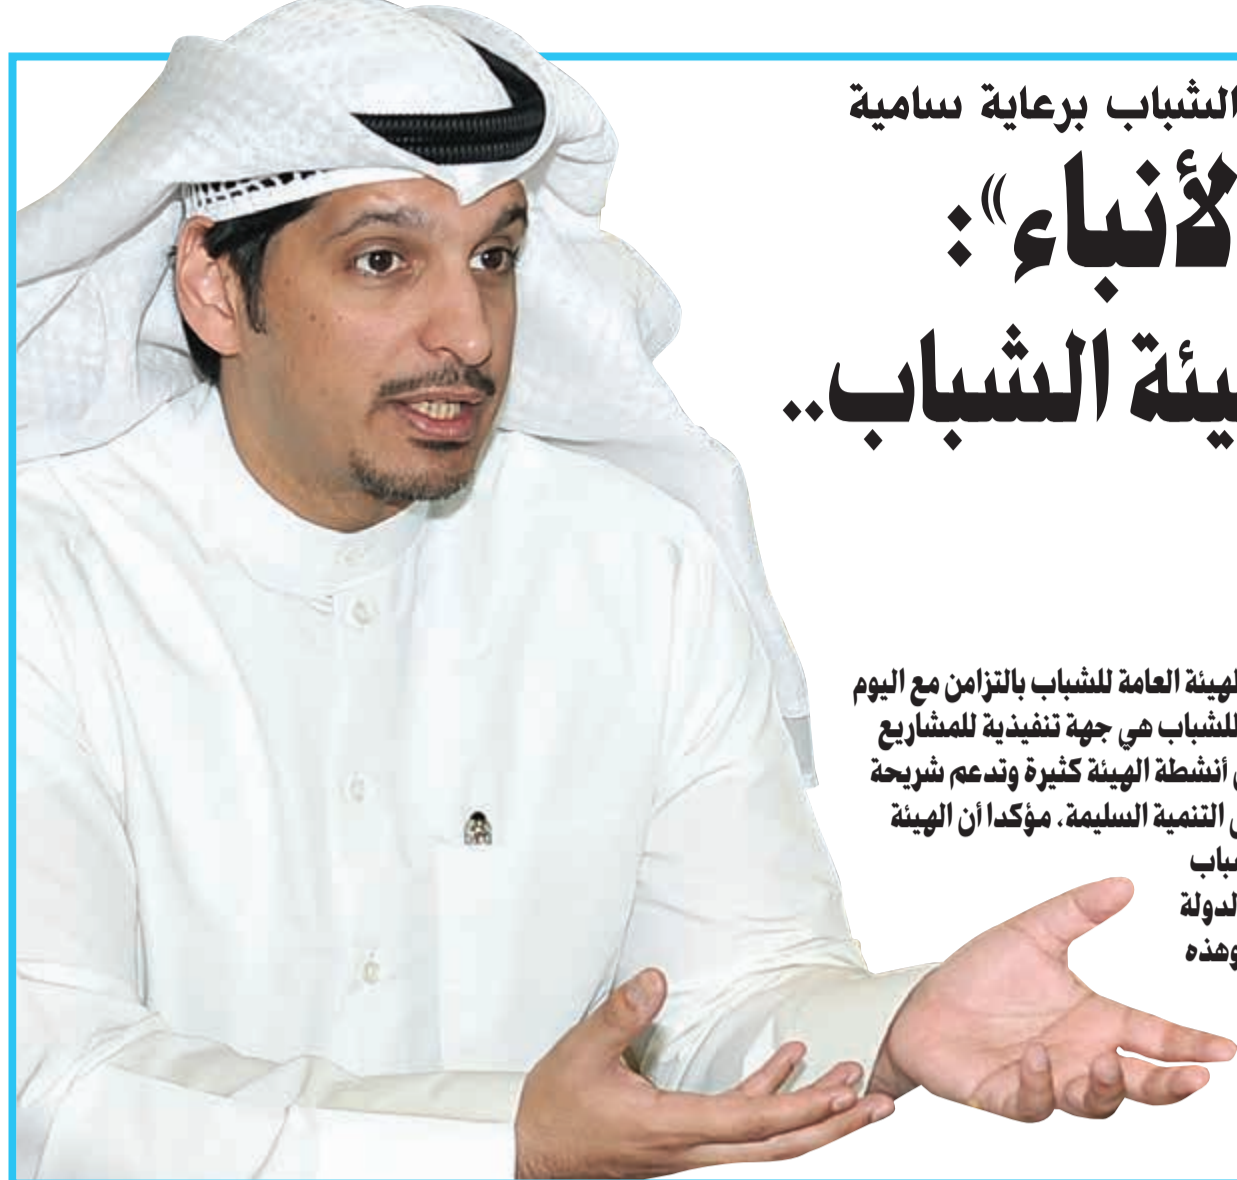 الشباب برعاية سامية
لأنباء»:
يئة الشباب..
لهيئة العامة للشباب بالتزامن مع اليوم
للشباب هي جهة تنفيذية للمشاريع
أنشطة الهيئة كثيرة وتدعم شريحة
التنمية السليمة، مؤكدا أن الهيئة
باب
لدولة
وهذه